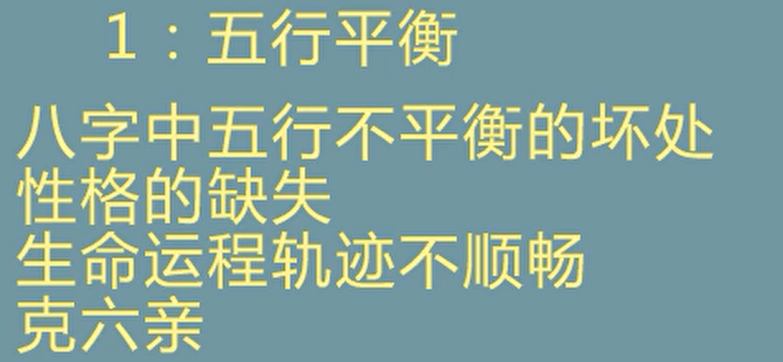 1：五行平衡
八字中五行不平衡的坏处
性格的缺失
生命运程轨迹不顺畅
克六亲